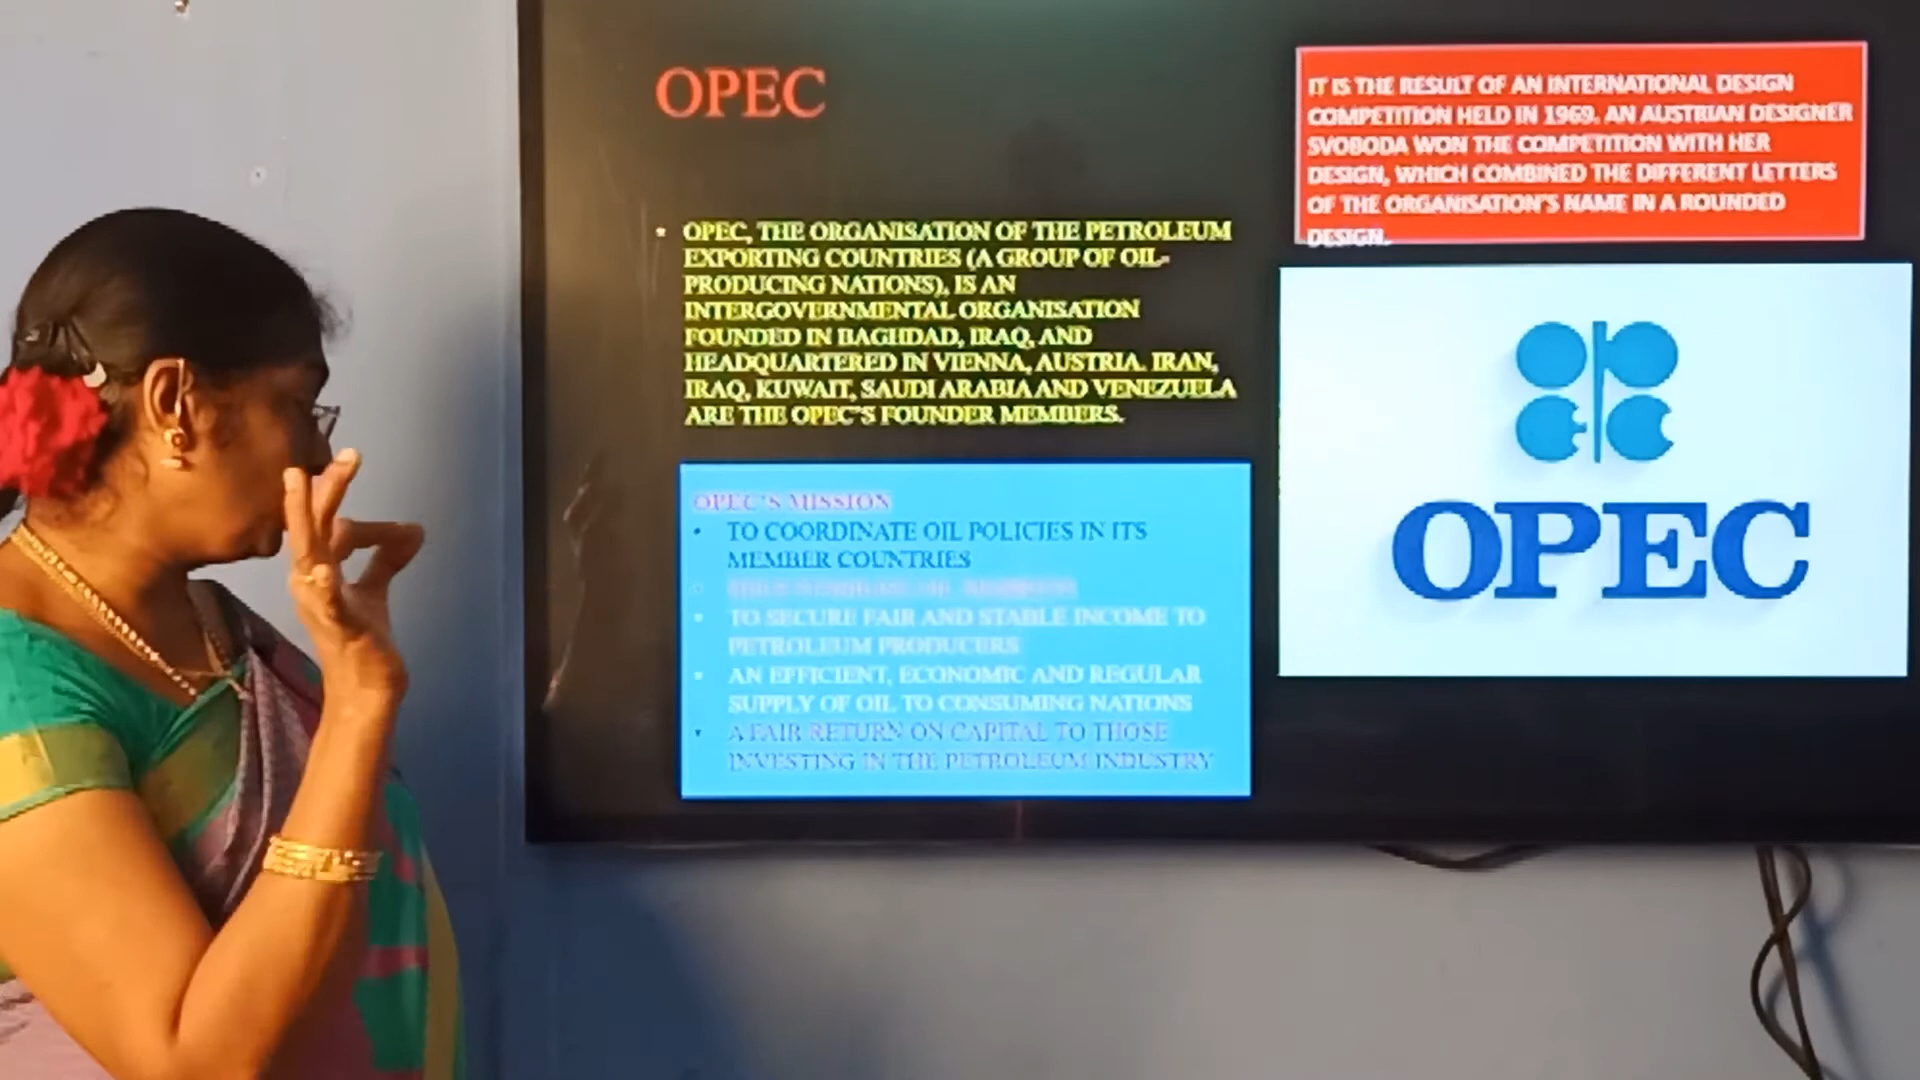 OPEC
OPEC, THE ORGANISATION OF THE PETROLEUM
EXPORTING COUNTRIES (A GROUP OF OIL-
PRODUCING NATIONS), IS AN
INTERGOVERNMENTAL ORGANISATION
FOUNDED IN BAGHDAD, IRAQ, AND
HEADQUARTERED IN VIENNA, AUSTRIA. IRAN,
IRAQ, KUWAIT, SAUDI ARABIA AND VENEZUELA
ARE THE OPEC'S FOUNDER MEMBERS.
OPEC'S MISSION
TO COORDINATE OIL POLICIES IN ITS
MEMBER COUNTRIES
TO SECURE FAIR AND STABLE INCOME TO
PETROLEUM PRODUCERS
AN EFFICIENT, ECONOMIC AND REGULAR
SUPPLY OF OIL TO CONSUMING NATIONS
A FAIR RETURN ON CAPITAL TO THOSE
INVESTING IN THE PETROLEUM INDUSTRY
IT IS THE RESULT OF AN INTERNATIONAL DESIGN
COMPETITION HELD IN 1969. AN AUSTRIAN DESIGNER
SVOBODA WON THE COMPETITION WITH HER
DESIGN, WHICH COMBINED THE DIFFERENT LETTERS
OF THE ORGANISATION'S NAME IN A ROUNDED
DESIGN.
OPEC